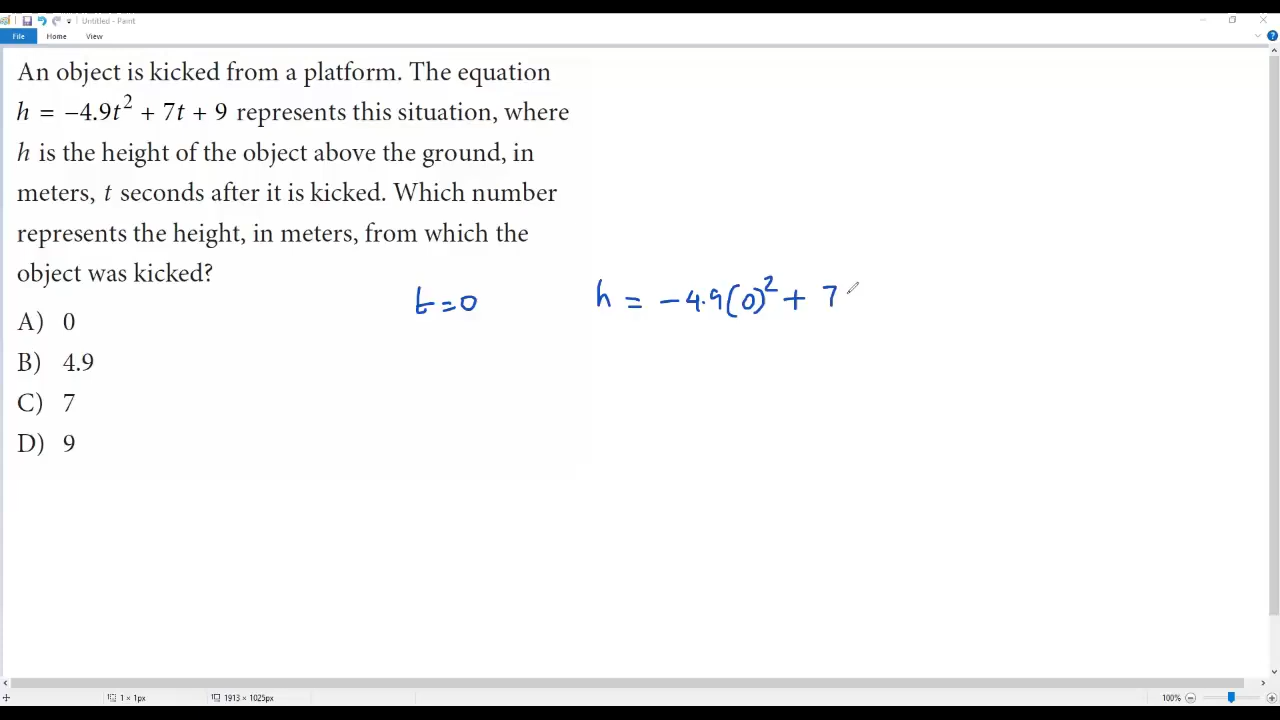 Untitled - Paint
File Home View
An object is kicked from a platform. The equation
h = −4.9t² + 7t + 9 represents this situation, where
h is the height of the object above the ground, in
meters, t seconds after it is kicked. Which number
represents the height, in meters, from which the
object was kicked?
t=0 h = −4.9(0)² + 7
A) 0
B) 4.9
C) 7
D) 9
1 × 1px 1913 × 1025px 100%